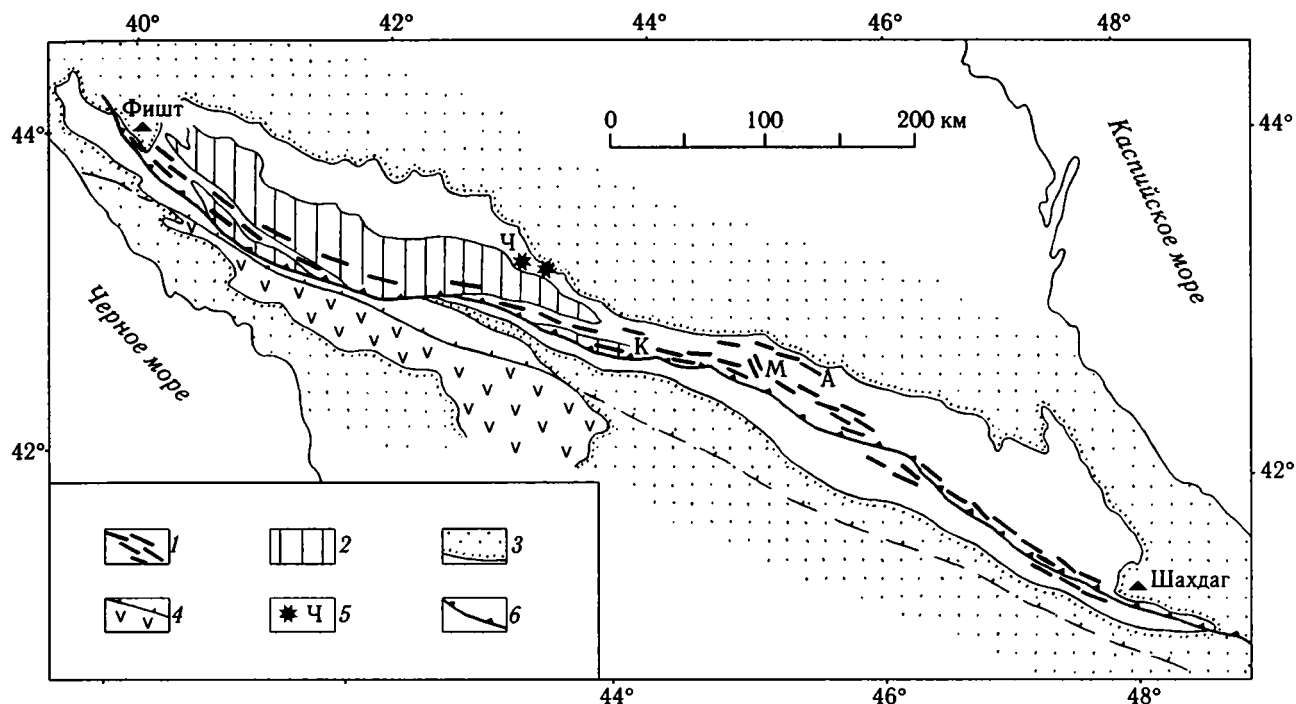 40° 42° 44° 46° 48°
Фишт
44° 0 100 200 км 44°
Каспийское море
Ч
Черное море
К М А
42° 42°
1 2 3
Шахдаг
4 Ч 5 6
44° 46° 48°